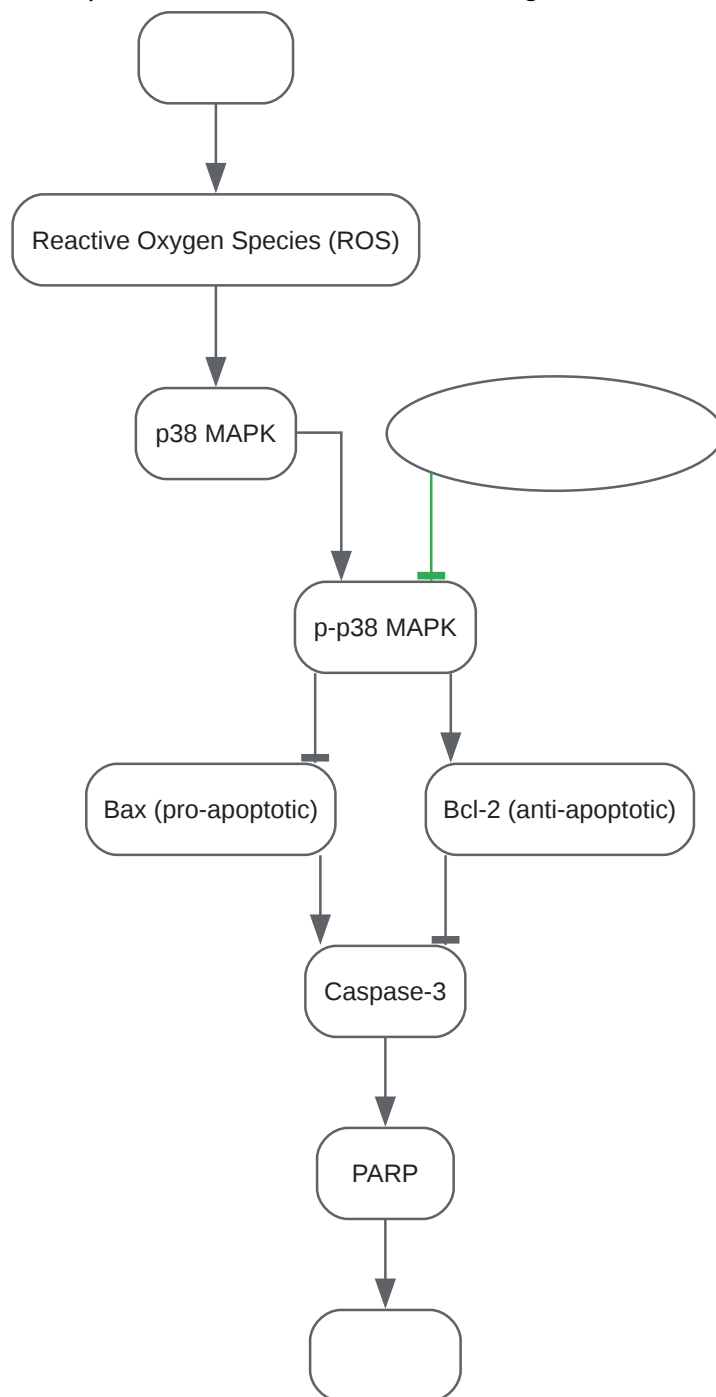 Reactive Oxygen Species (ROS)
p38 MAPK
p-p38 MAPK
Bax (pro-apoptotic)
Bcl-2 (anti-apoptotic)
Caspase-3
PARP